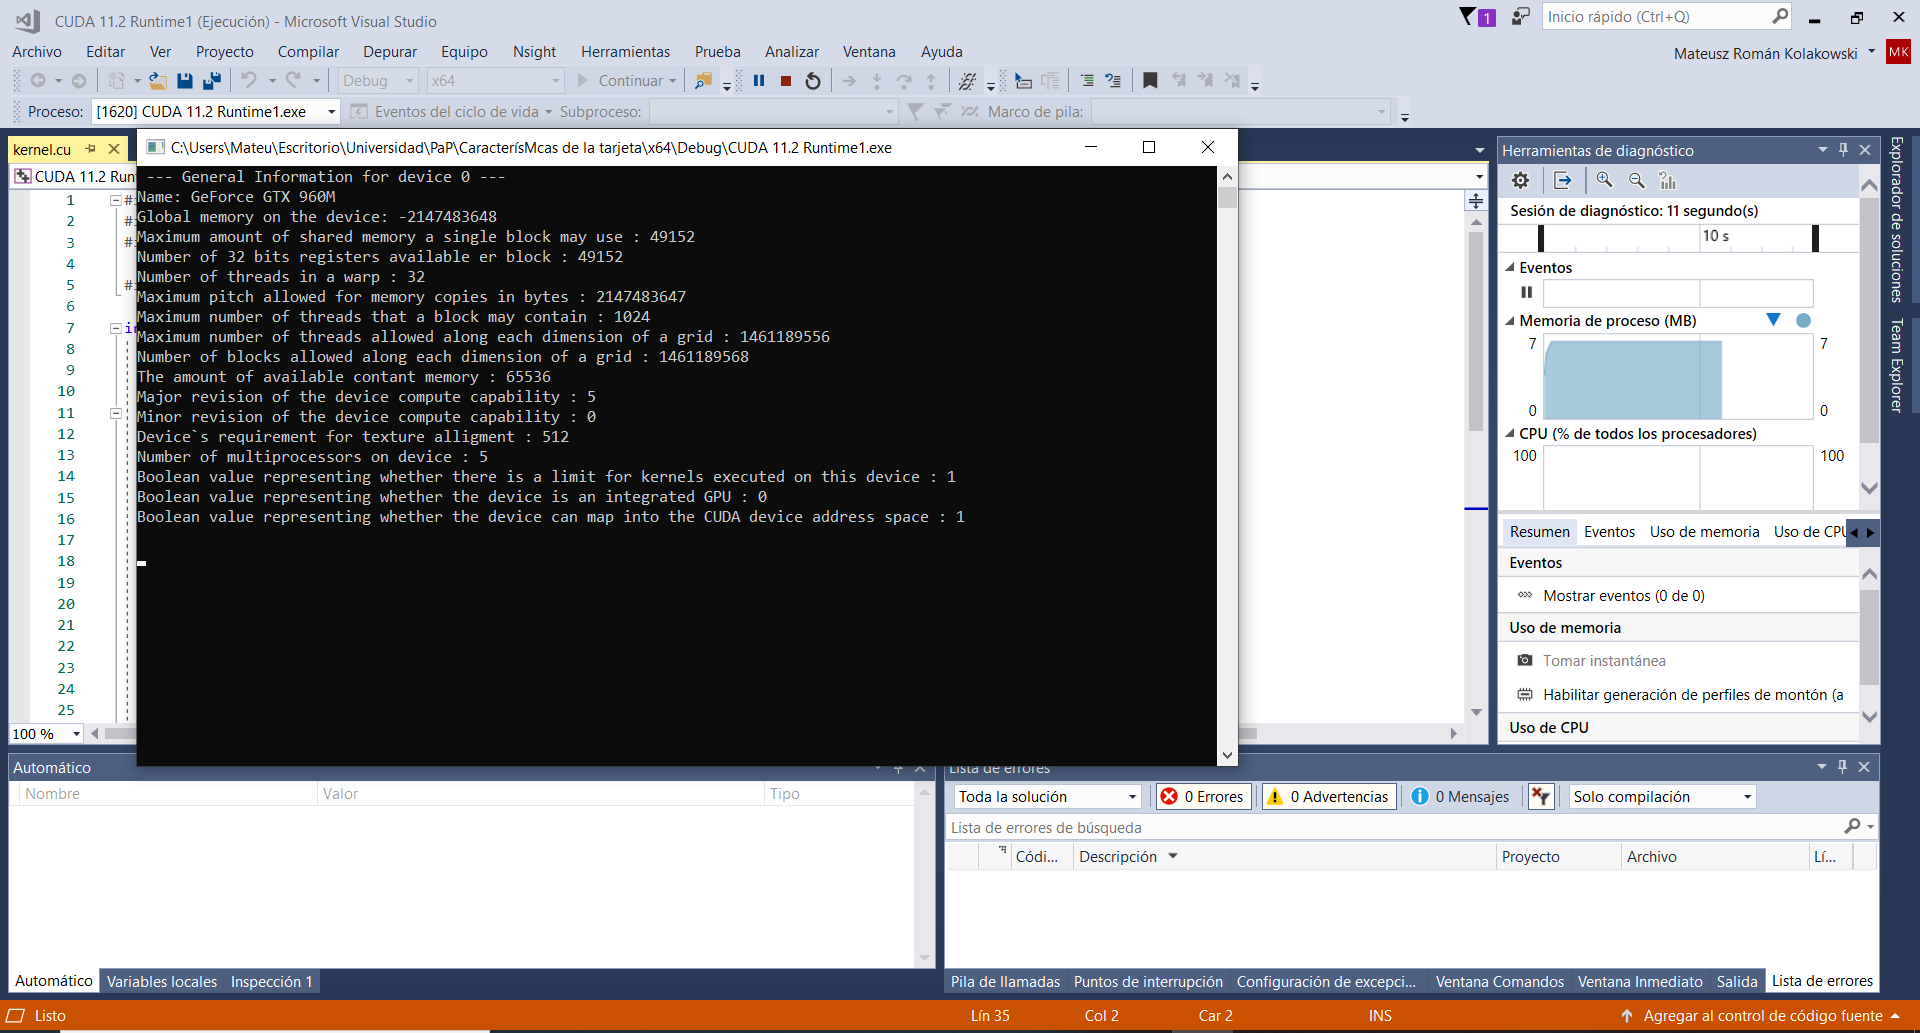 CUDA 11.2 Runtime1 (Ejecución) - Microsoft Visual Studio
1
Inicio rápido (Ctrl+Q)
Archivo Editar Ver Proyecto Compilar Depurar Equipo Nsight Herramientas Prueba Analizar Ventana Ayuda
Mateusz Román Kolakowski MK
Debug x64 Continuar
Proceso: [1620] CUDA 11.2 Runtime1.exe Eventos del ciclo de vida Subproceso: Marco de pila:
kernel.cu
CUDA 11.2 Run
C:\Users\Mateu\Escritorio\Universidad\PaP\CaracterísMcas de la tarjeta\x64\Debug\CUDA 11.2 Runtime1.exe
--- General Information for device 0 ---
Name: GeForce GTX 960M
Global memory on the device: -2147483648
Maximum amount of shared memory a single block may use : 49152
Number of 32 bits registers available er block : 49152
Number of threads in a warp : 32
Maximum pitch allowed for memory copies in bytes : 2147483647
Maximum number of threads that a block may contain : 1024
Maximum number of threads allowed along each dimension of a grid : 1461189556
Number of blocks allowed along each dimension of a grid : 1461189568
The amount of available contant memory : 65536
Major revision of the device compute capability : 5
Minor revision of the device compute capability : 0
Device`s requirement for texture alligment : 512
Number of multiprocessors on device : 5
Boolean value representing whether there is a limit for kernels executed on this device : 1
Boolean value representing whether the device is an integrated GPU : 0
Boolean value representing whether the device can map into the CUDA device address space : 1
1 #
2 #
3 #
4
5 #
6
7 in
8
9
10
11
12
13
14
15
16
17
18
19
20
21
22
23
24
25
100 %
Herramientas de diagnóstico
Sesión de diagnóstico: 11 segundo(s)
10 s
Eventos
Memoria de proceso (MB)
7 7
0 0
CPU (% de todos los procesadores)
100 100
Resumen Eventos Uso de memoria Uso de CPU
Eventos
Mostrar eventos (0 de 0)
Uso de memoria
Tomar instantánea
Habilitar generación de perfiles de montón (a
Uso de CPU
Explorador de soluciones
Team Explorer
Automático
Nombre Valor Tipo
Automático Variables locales Inspección 1
Lista de errores
Toda la solución 0 Errores 0 Advertencias 0 Mensajes Solo compilación
Lista de errores de búsqueda
Códi... Descripción Proyecto Archivo Lí...
Pila de llamadas Puntos de interrupción Configuración de excepci... Ventana Comandos Ventana Inmediato Salida Lista de errores
Listo Lín 35 Col 2 Car 2 INS Agregar al control de código fuente